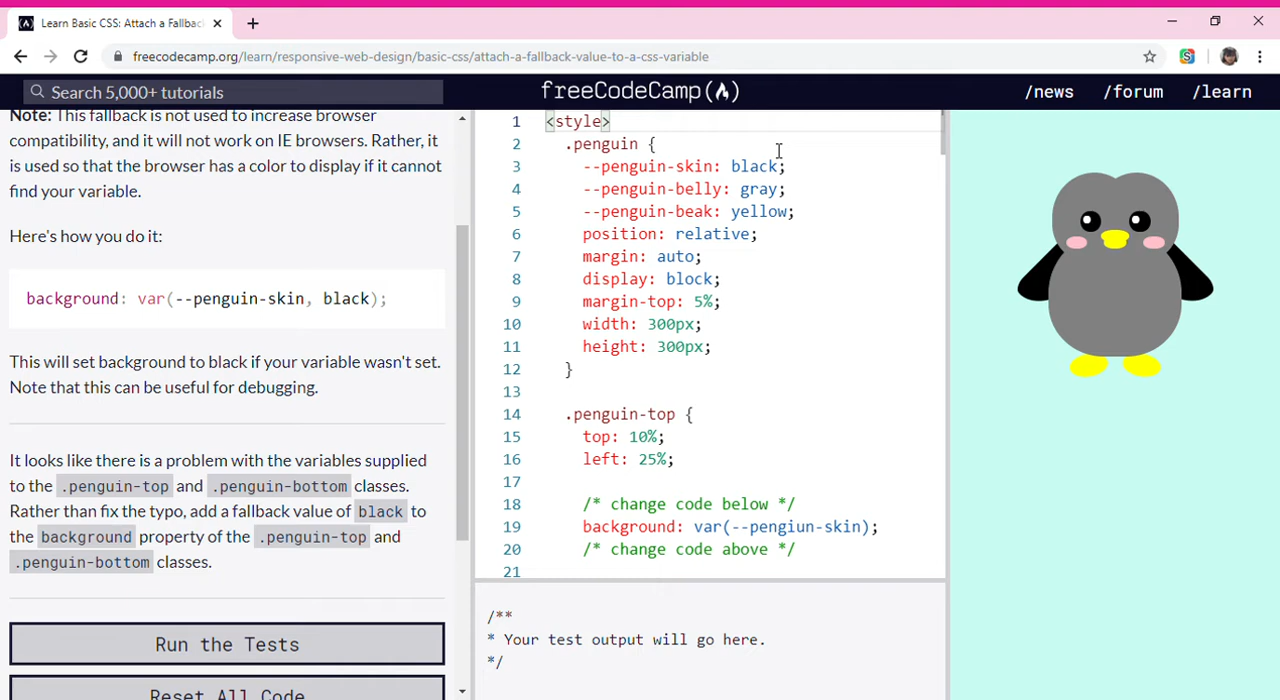 Learn Basic CSS: Attach a Fallbac
freecodecamp.org/learn/responsive-web-design/basic-css/attach-a-fallback-value-to-a-css-variable
Search 5,000+ tutorials
freeCodeCamp
/news
/forum
/learn
Note: This fallback is not used to increase browser
compatibility, and it will not work on IE browsers. Rather, it
is used so that the browser has a color to display if it cannot
find your variable.
Here's how you do it:
background: var(--penguin-skin, black);
This will set background to black if your variable wasn't set.
Note that this can be useful for debugging.
It looks like there is a problem with the variables supplied
to the .penguin-top and .penguin-bottom classes.
Rather than fix the typo, add a fallback value of black to
the background property of the .penguin-top and
.penguin-bottom classes.
Run the Tests
Reset All Code
1 <style>
2 .penguin {
3 --penguin-skin: black;
4 --penguin-belly: gray;
5 --penguin-beak: yellow;
6 position: relative;
7 margin: auto;
8 display: block;
9 margin-top: 5%;
10 width: 300px;
11 height: 300px;
12 }
13
14 .penguin-top {
15 top: 10%;
16 left: 25%;
17
18 /* change code below */
19 background: var(--pengiun-skin);
20 /* change code above */
21
/**
* Your test output will go here.
*/